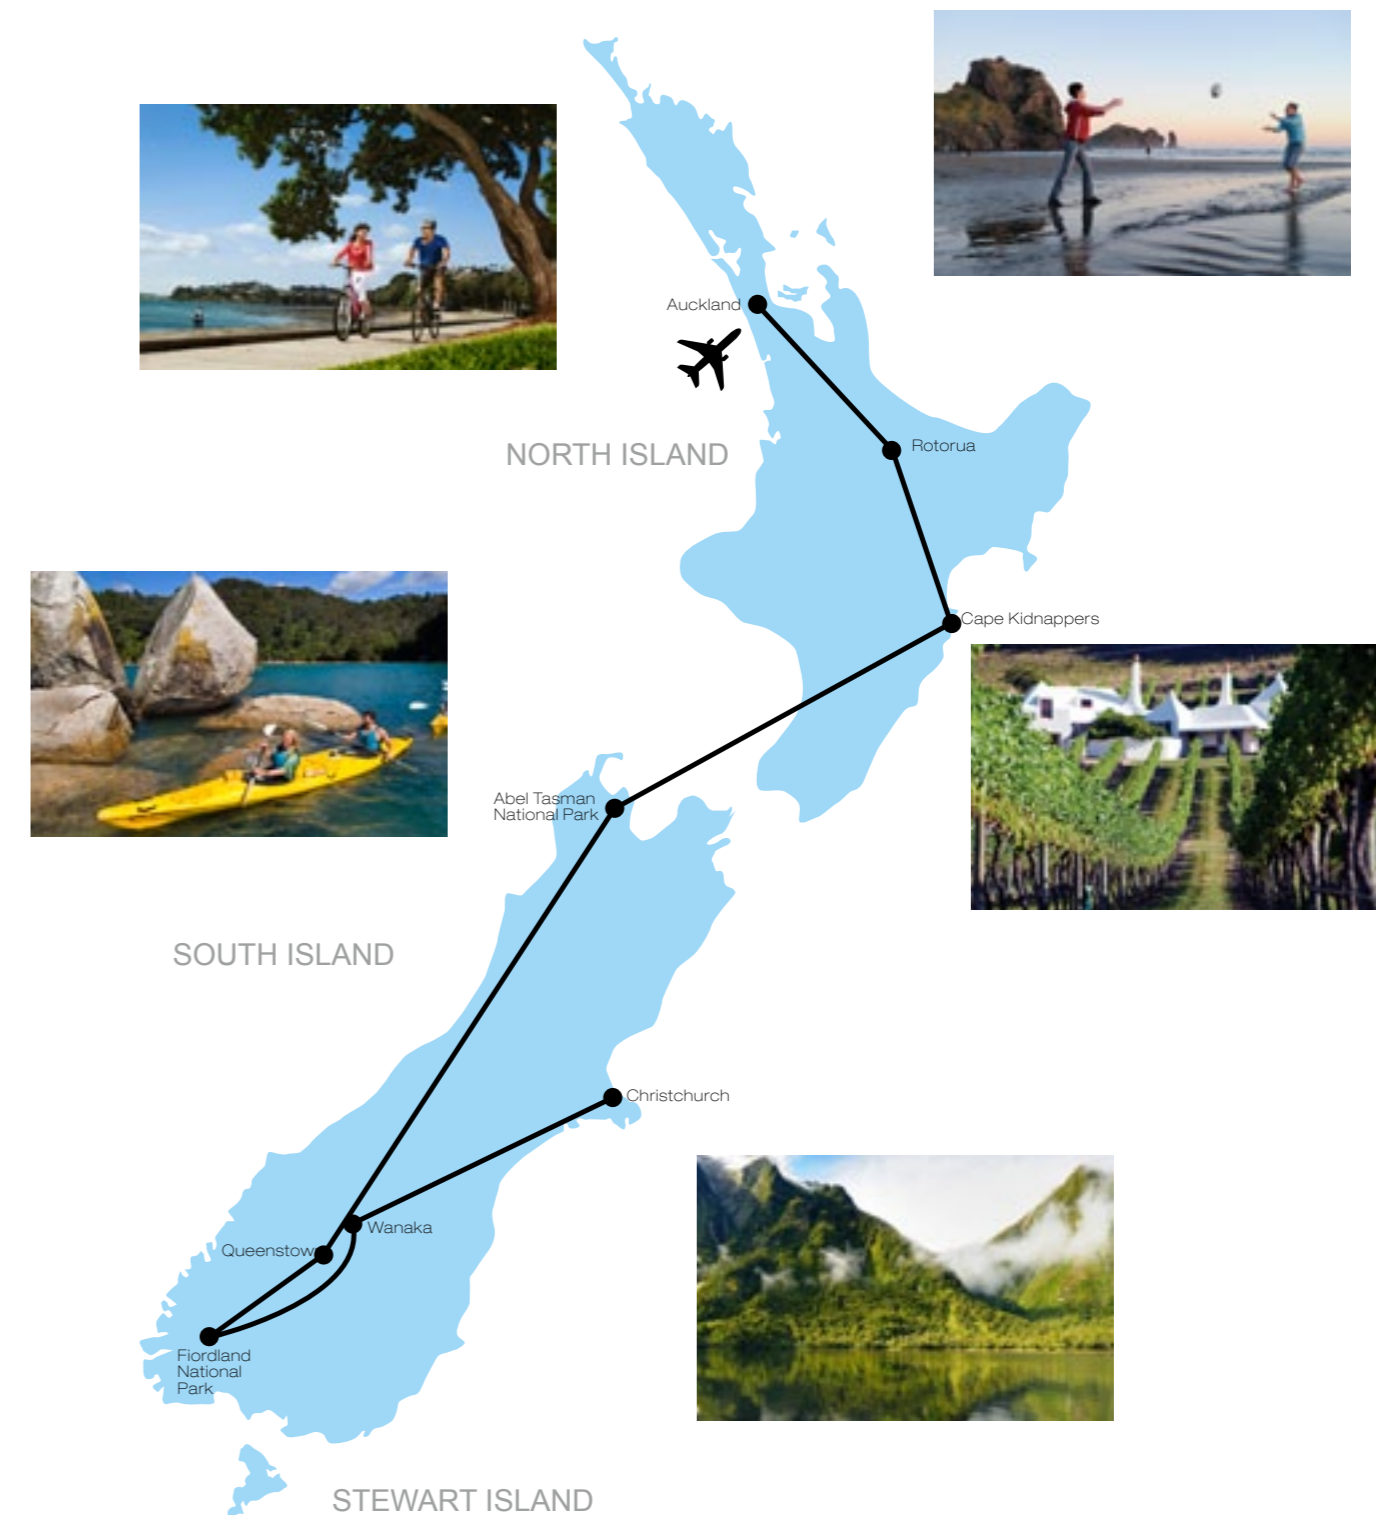 Auckland
NORTH ISLAND
Rotorua
Cape Kidnappers
Abel Tasman
National Park
SOUTH ISLAND
Christchurch
Wanaka
Queenstow
Fiordland
National
Park
STEWART ISLAND